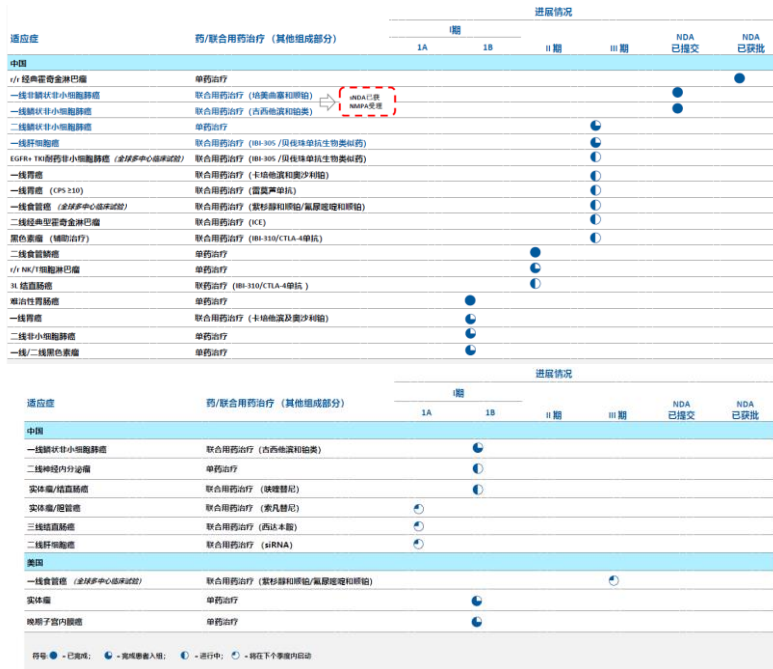 进展情况
适应症 药/联合用药治疗（其他组成部分） I期 II 期 III 期 NDA 已提交 NDA 已获批
1A 1B
中国
r/r 经典霍奇金淋巴瘤 单药治疗
一线非鳞状非小细胞肺癌 联合用药治疗（培美曲塞和顺铂）
sNDA已获
NMPA受理
一线鳞状非小细胞肺癌 联合用药治疗（吉西他滨和铂类）
二线鳞状非小细胞肺癌 单药治疗
一线肝细胞癌 联合用药治疗（IBI-305 /贝伐珠单抗生物类似药）
EGFR+ TKI耐药非小细胞肺癌（全球多中心临床试验） 联合用药治疗（IBI-305 /贝伐珠单抗生物类似药）
一线胃癌 联合用药治疗（卡培他滨和奥沙利铂）
一线胃癌（CPS ≥10） 联合用药治疗（雷莫芦单抗）
一线食管癌（全球多中心临床试验） 联合用药治疗（紫杉醇和顺铂/氟尿嘧啶和顺铂）
二线经典型霍奇金淋巴瘤 联合用药治疗（ICE）
黑色素瘤（辅助治疗） 联合用药治疗（IBI-310/CTLA-4单抗）
二线食管鳞癌 单药治疗
r/r NK/T细胞淋巴瘤 单药治疗
3L 结直肠癌 联药治疗（IBI-310/CTLA-4单抗 ）
难治性胃肠癌 单药治疗
一线胃癌 联合用药治疗（卡培他滨及奥沙利铂）
二线非小细胞肺癌 单药治疗
一线/二线黑色素瘤 单药治疗
进展情况
适应症 药/联合用药治疗（其他组成部分） I期 II 期 III 期 NDA 已提交 NDA 已获批
1A 1B
中国
一线鳞状非小细胞肺癌 联合用药治疗（吉西他滨和铂类）
二线神经内分泌瘤 单药治疗
实体瘤/结直肠癌 联合用药治疗（呋喹替尼）
实体瘤/胆管癌 联合用药治疗（索凡替尼）
三线结直肠癌 联合用药治疗（西达本胺）
二线肝细胞癌 联合用药治疗（siRNA）
美国
一线食管癌（全球多中心临床试验） 联合用药治疗（紫杉醇和顺铂/氟尿嘧啶和顺铂）
实体瘤 单药治疗
晚期子宫内膜癌 单药治疗
符号: = 已完成； = 完成患者入组； = 进行中； = 将在下个季度内启动